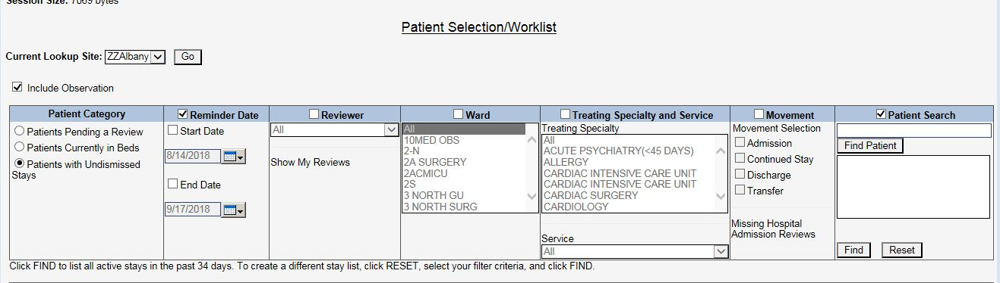 Session Size: 7069 bytes
Patient Selection/Worklist
Current Lookup Site: ZZAlbany Go
Include Observation
Patient Category
Patients Pending a Review
Patients Currently in Beds
Patients with Undismissed
Stays
Reminder Date
Start Date
8/14/2018
End Date
9/17/2018
Reviewer
All
Show My Reviews
Ward
All
10MED OBS
2-N
2A SURGERY
2ACMICU
2S
3 NORTH GU
3 NORTH SURG
Treating Specialty and Service
Treating Specialty
All
ACUTE PSYCHIATRY(<45 DAYS)
ALLERGY
CARDIAC INTENSIVE CARE UNIT
CARDIAC INTENSIVE CARE UNIT
CARDIAC SURGERY
CARDIOLOGY
Service
All
Movement
Movement Selection
Admission
Continued Stay
Discharge
Transfer
Missing Hospital
Admission Reviews
Patient Search
Find Patient
Find Reset
Click FIND to list all active stays in the past 34 days. To create a different stay list, click RESET, select your filter criteria, and click FIND.